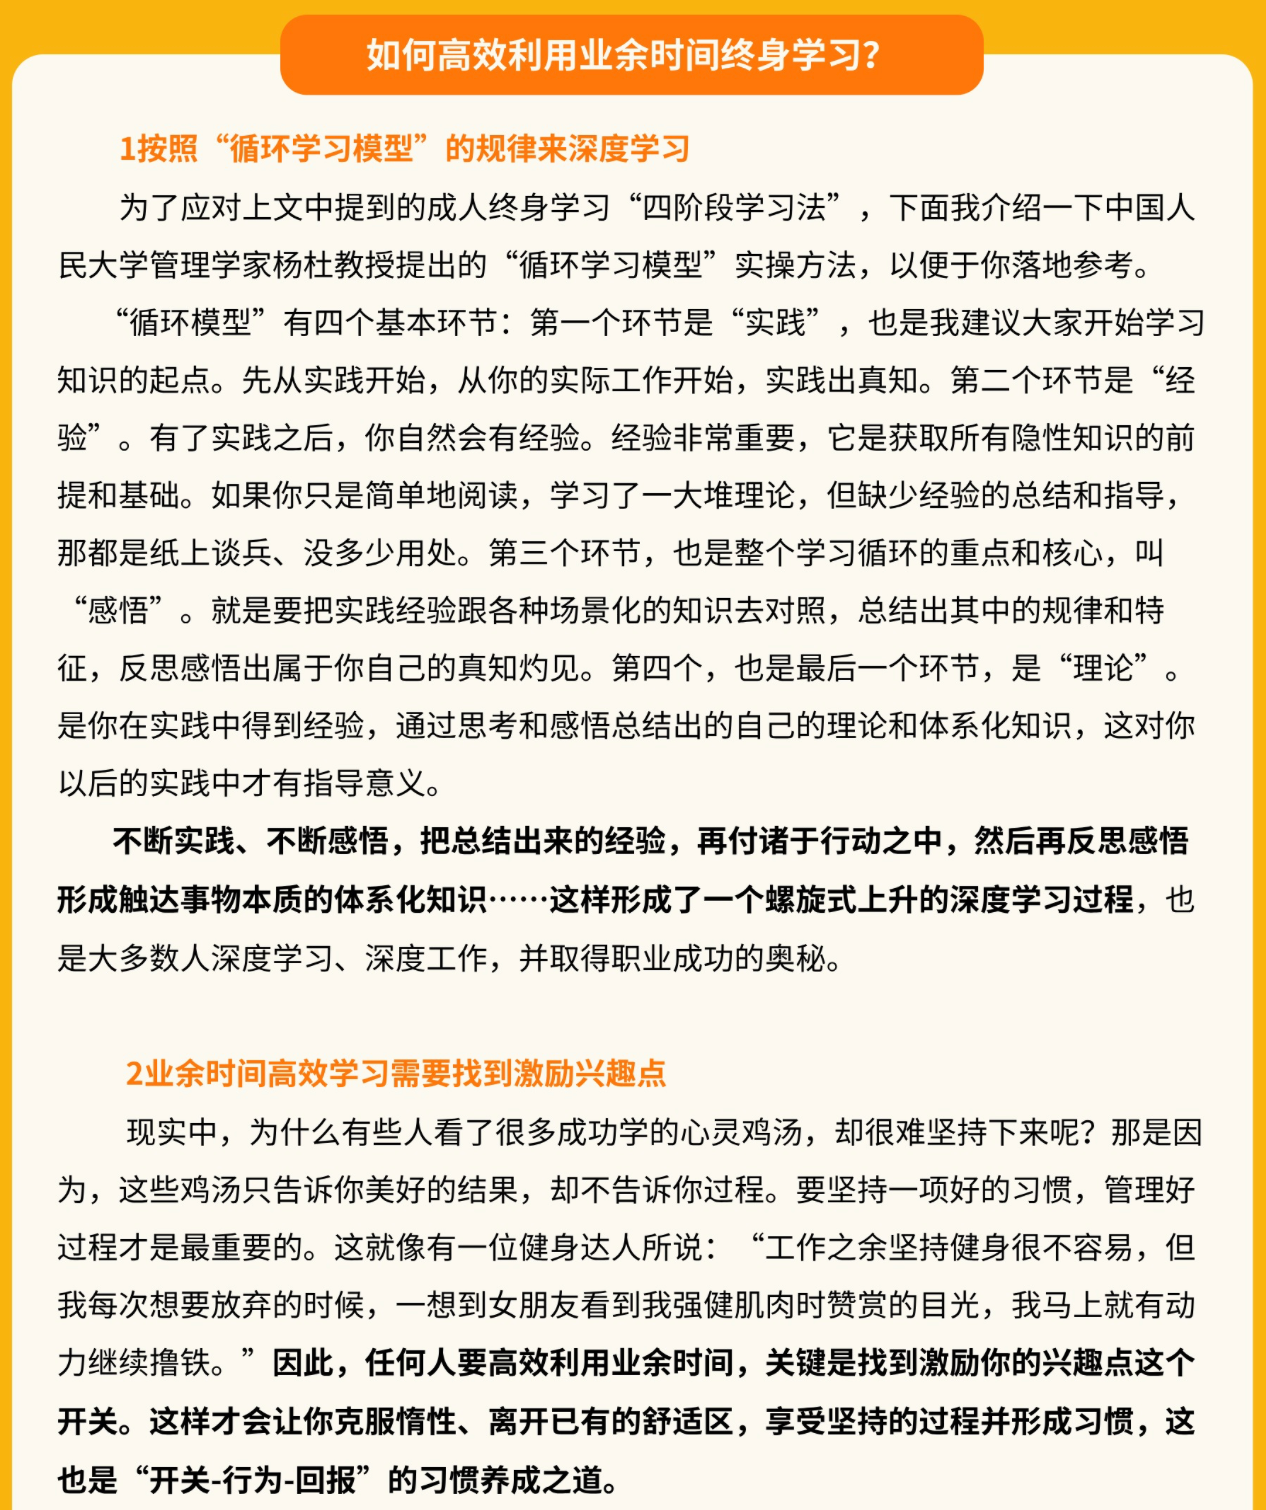 如何高效利用业余时间终身学习?
1按照“循环学习模型”的规律来深度学习
为了应对上文中提到的成人终身学习“四阶段学习法”，下面我介绍一下中国人
民大学管理学家杨杜教授提出的“循环学习模型”实操方法，以便于你落地参考。
“循环模型”有四个基本环节：第一个环节是“实践”，也是我建议大家开始学习
知识的起点。先从实践开始，从你的实际工作开始，实践出真知。第二个环节是“经
验”。有了实践之后，你自然会有经验。经验非常重要，它是获取所有隐性知识的前
提和基础。如果你只是简单地阅读，学习了一大堆理论，但缺少经验的总结和指导，
那都是纸上谈兵、没多少用处。第三个环节，也是整个学习循环的重点和核心，叫
“感悟”。就是要把实践经验跟各种场景化的知识去对照，总结出其中的规律和特
征，反思感悟出属于你自己的真知灼见。第四个，也是最后一个环节，是“理论”。
是你在实践中得到经验，通过思考和感悟总结出的自己的理论和体系化知识，这对你
以后的实践中才有指导意义。
不断实践、不断感悟，把总结出来的经验，再付诸于行动之中，然后再反思感悟
形成触达事物本质的体系化知识……这样形成了一个螺旋式上升的深度学习过程，也
是大多数人深度学习、深度工作，并取得职业成功的奥秘。
2业余时间高效学习需要找到激励兴趣点
现实中，为什么有些人看了很多成功学的心灵鸡汤，却很难坚持下来呢？那是因
为，这些鸡汤只告诉你美好的结果，却不告诉你过程。要坚持一项好的习惯，管理好
过程才是最重要的。这就像有一位健身达人所说：“工作之余坚持健身很不容易，但
我每次想要放弃的时候，一想到女朋友看到我强健肌肉时赞赏的目光，我马上就有动
力继续撸铁。”因此，任何人要高效利用业余时间，关键是找到激励你的兴趣点这个
开关。这样才会让你克服惰性、离开已有的舒适区，享受坚持的过程并形成习惯，这
也是“开关-行为-回报”的习惯养成之道。